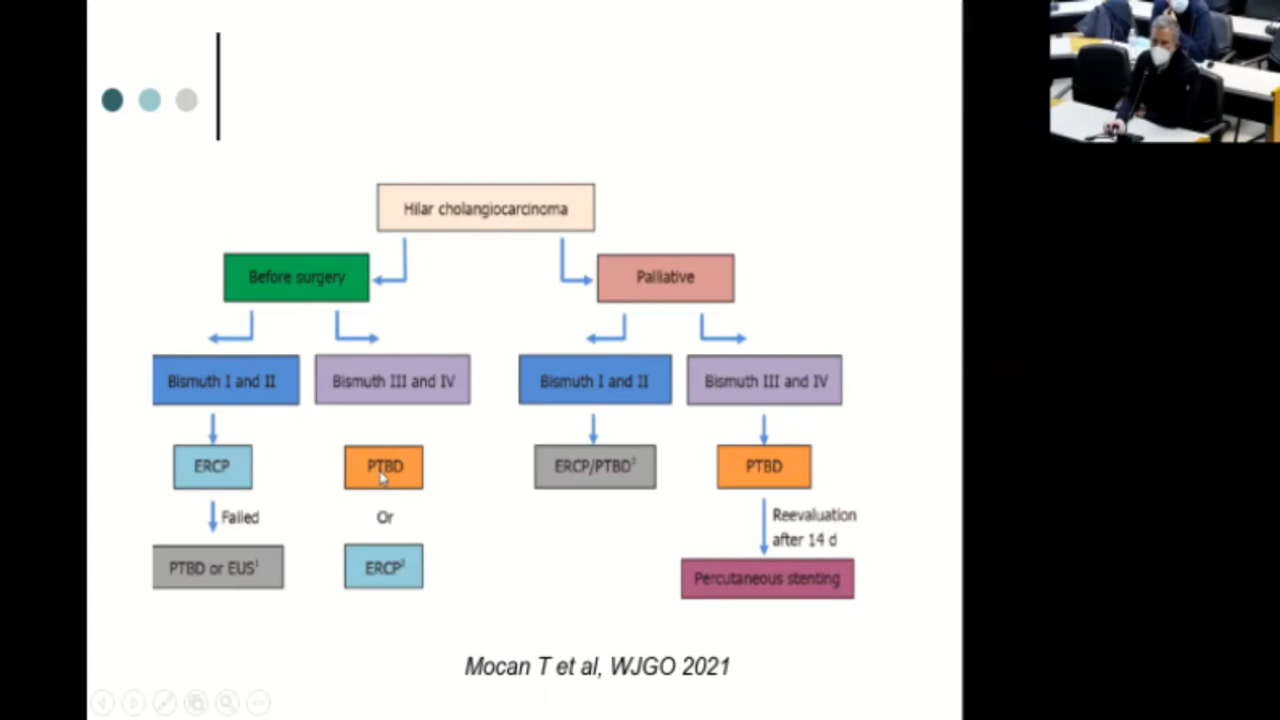 Hilar cholangiocarcinoma
Before surgery
Palliative
Bismuth I and II
Bismuth III and IV
Bismuth I and II
Bismuth III and IV
ERCP
PTBD
ERCP/PTBD³
PTBD
Failed
Or
Reevaluation
after 14 d
PTBD or EUS¹
ERCP²
Percutaneous stenting
Mocan T et al, WJGO 2021